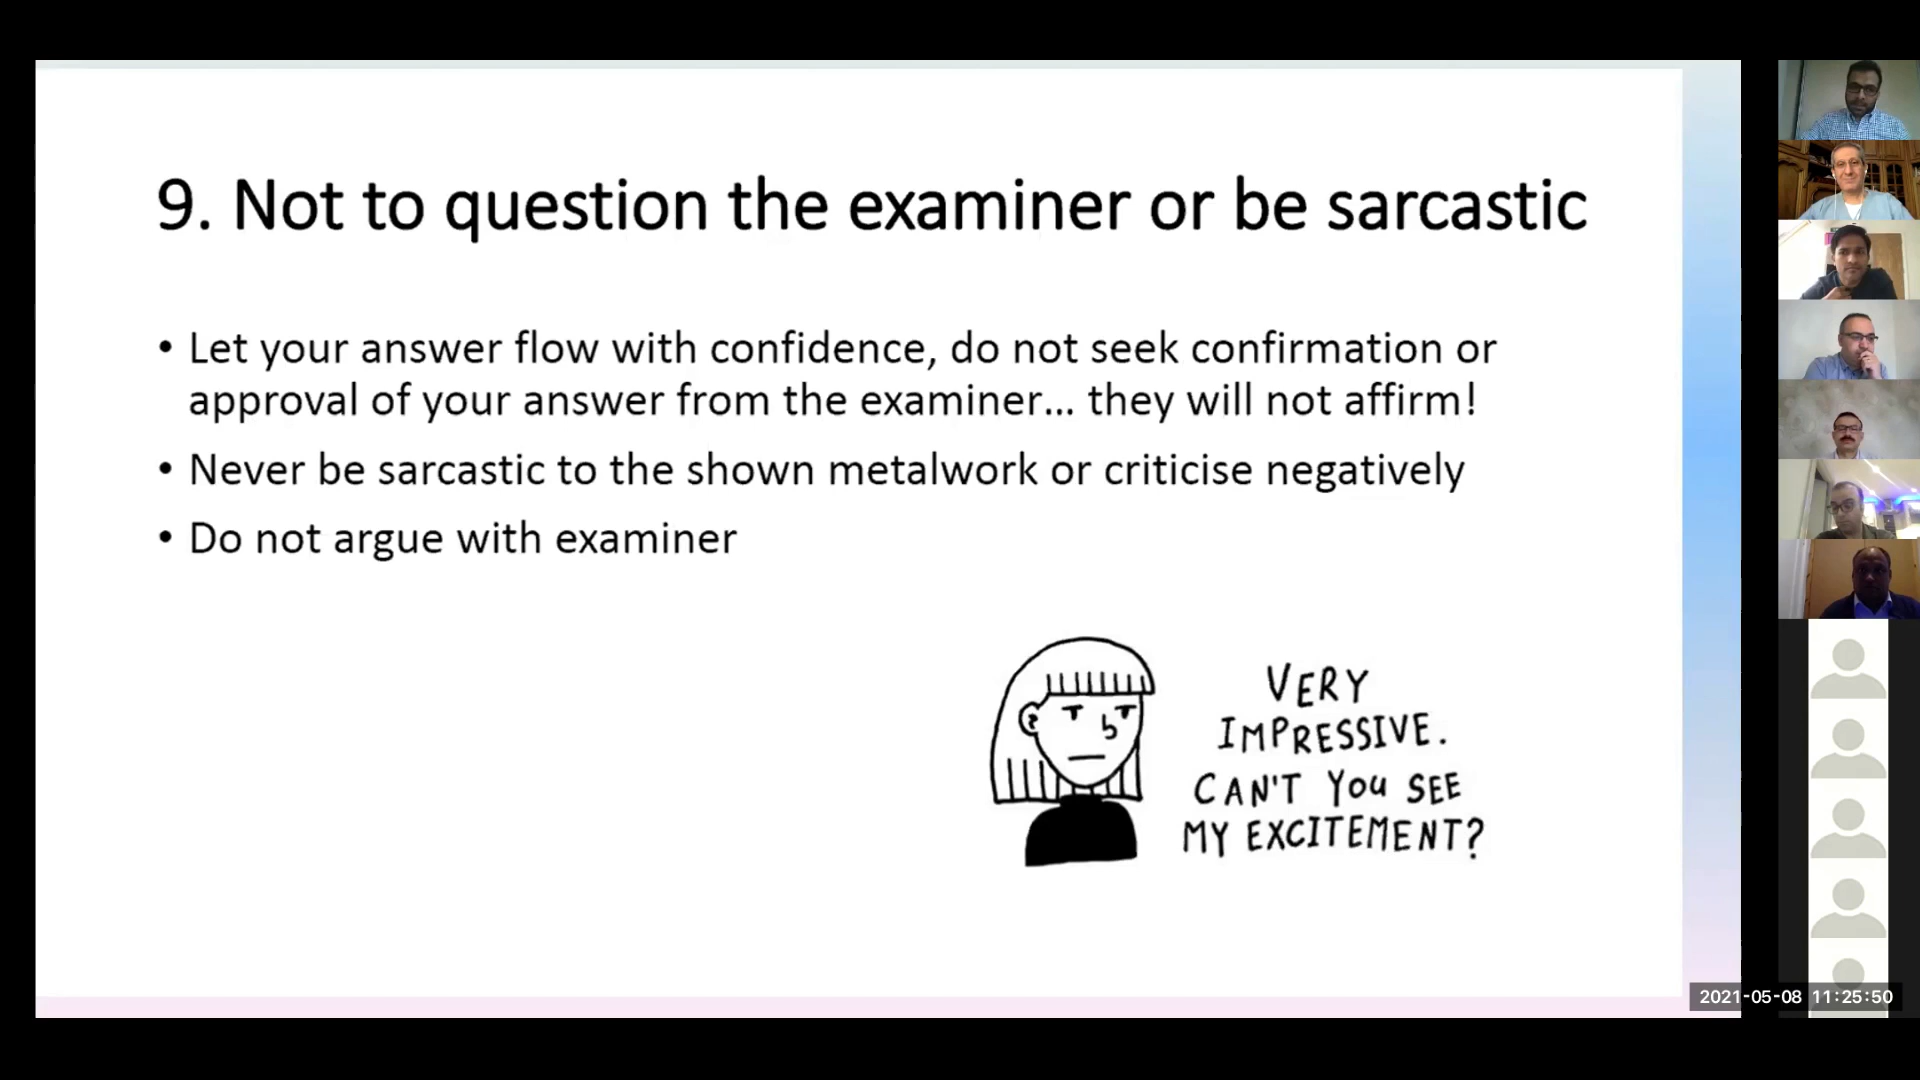 9. Not to question the examiner or be sarcastic
• Let your answer flow with confidence, do not seek confirmation or
approval of your answer from the examiner... they will not affirm!
• Never be sarcastic to the shown metalwork or criticise negatively
• Do not argue with examiner
VERY
IMPRESSIVE.
CAN'T YOU SEE
MY EXCITEMENT?
2021-05-08 11:25:50